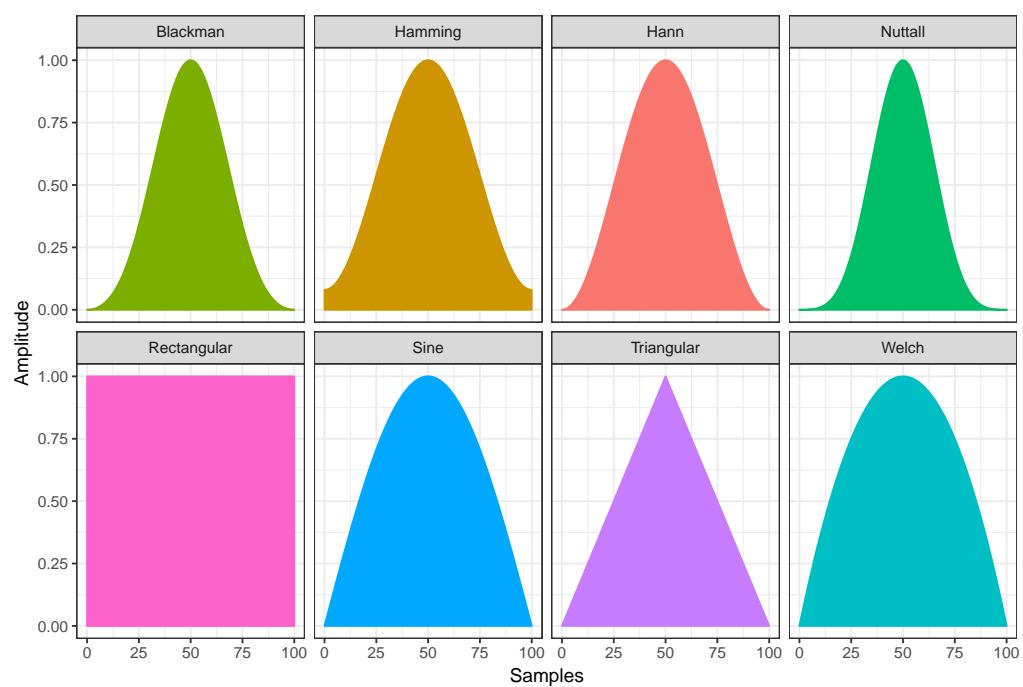 Blackman Hamming Hann Nuttall
1.00
0.75
0.50
0.25
0.00
Amplitude
Rectangular Sine Triangular Welch
1.00
0.75
0.50
0.25
0.00
0 25 50 75 100 0 25 50 75 100 0 25 50 75 100 0 25 50 75 100
Samples